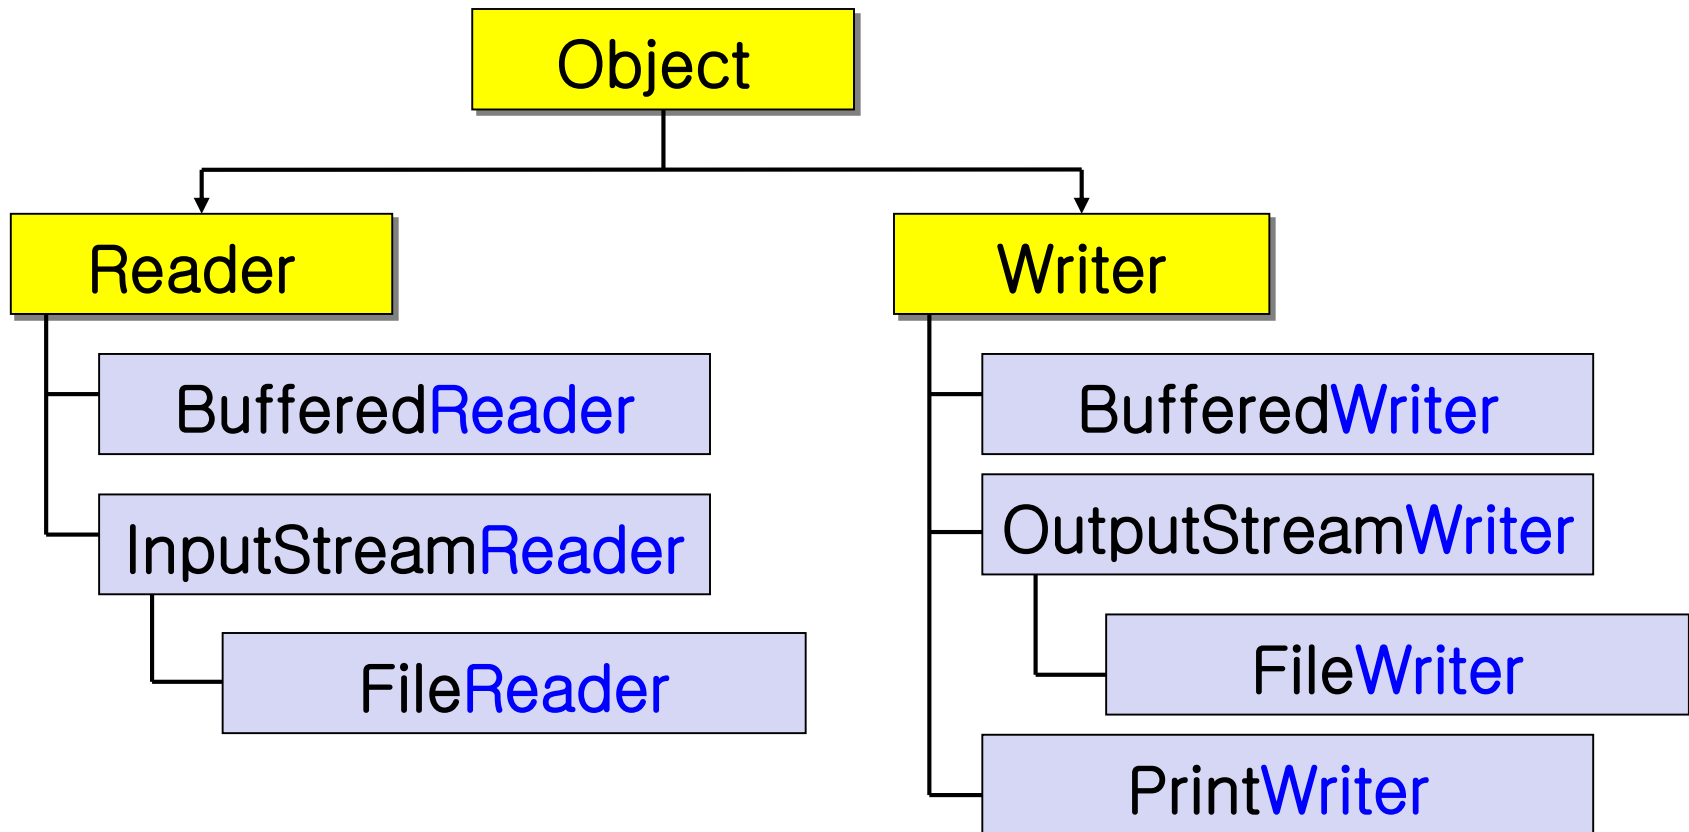 Object
Reader
Writer
BufferedReader
BufferedWriter
InputStreamReader
OutputStreamWriter
FileReader
FileWriter
PrintWriter